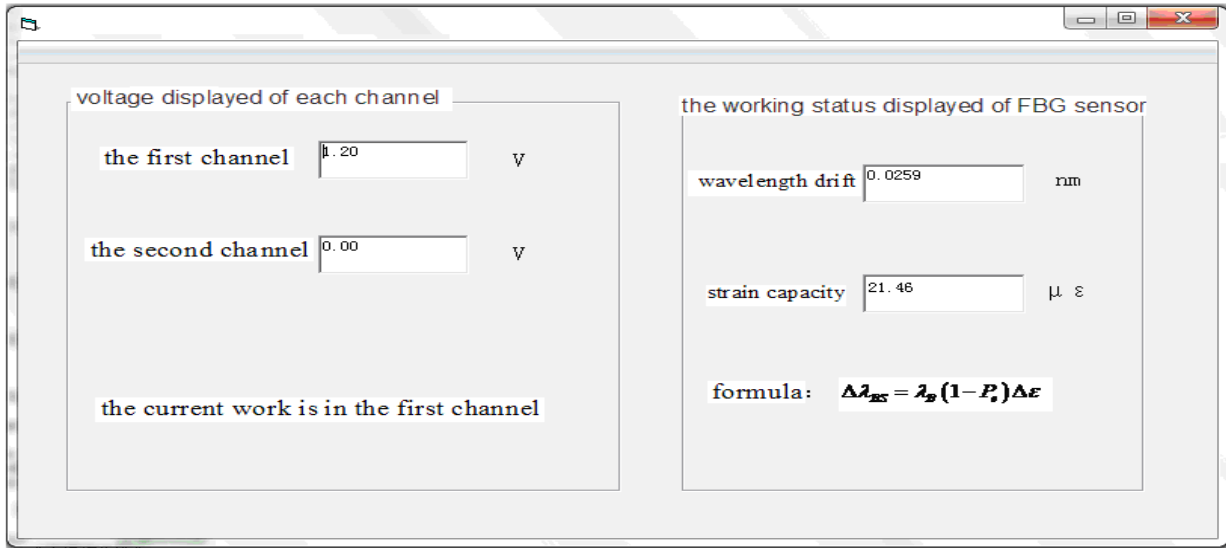 voltage displayed of each channel
the first channel 1.20 V
the second channel 0.00 V
the current work is in the first channel
the working status displayed of FBG sensor
wavelength drift 0.0259 nm
strain capacity 21.46 μ ε
formula: Δλ_BS = λ_B (1−P_e)Δε